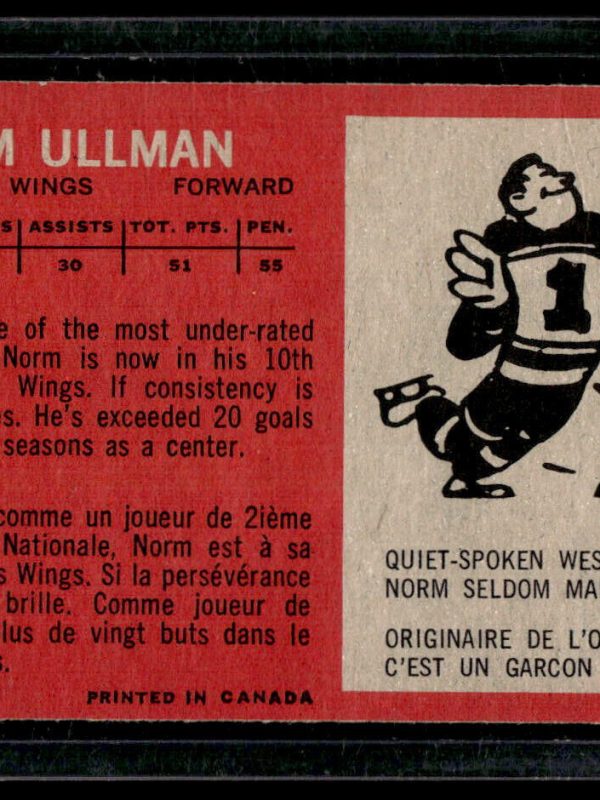 M ULLMAN
WINGS FORWARD
S ASSISTS TOT. PTS. PEN.
30 51 55
e of the most under-rated
Norm is now in his 10th
Wings. If consistency is
s. He's exceeded 20 goals
seasons as a center.
comme un joueur de 2ième
Nationale, Norm est à sa
s Wings. Si la persévérance
brille. Comme joueur de
lus de vingt buts dans le
s.
PRINTED IN CANADA
1
QUIET-SPOKEN WES
NORM SELDOM MA
ORIGINAIRE DE L'O
C'EST UN GARCON